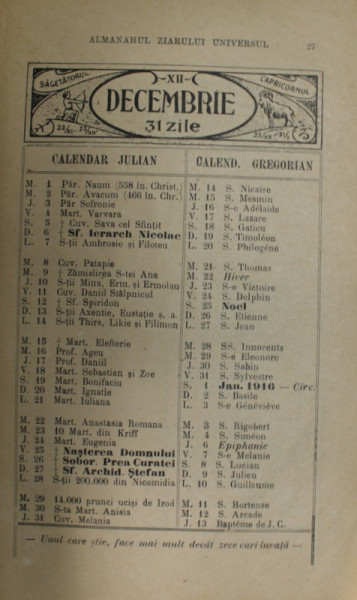 ALMANAHUL ZIARULUI UNIVERSUL 27
SĂGETĂTORUL -XII- CAPRICORNUL
DECEMBRIE
31 zile
CALENDAR JULIAN CALEND. GREGORIAN
M. 1 Păr. Naum (558 în. Christ.) M. 14 S. Nicaire
M. 2 Păr. Avacum (466 în. Chr.) M. 15 S. Mesmin
J. 3 Păr Sofronie J. 16 S-e Adélaide
V. 4 Mart. Varvara V. 17 S. Lazare
S. 5 † Cuv. Sava cel Sfințit S. 18 S. Gatieu
D. 6 † Sf. Ierarch Nicolae D. 19 S. Timoléon
L. 7 S-ții Ambrosie și Filoteu L. 20 S. Philogène
M. 8 Cuv. Patapie M. 21 S. Thomas
M. 9 † Zămislirea S-tei Ana M. 22 Hiver
J. 10 S-ții Mina, Erm. și Ermolau J. 23 S-e Victoire
V. 11 Cuv. Daniil Stâlpnicul V. 24 S. Delphin
S. 12 † Sf. Spiridon S. 25 Noel
D. 13 S-ții Axentie, Eustație ș. a. D. 26 S. Etienne
L. 14 S-ții Thirs, Likie și Filimon L. 27 S. Jean
M. 15 † Mart. Elefterie M. 28 SS. Innocents
M. 16 Prof. Ageu M. 29 S-e Eleonore
J. 17 Prof. Daniil J. 30 S. Sabin
V. 18 Mart. Sebastian și Zoe V. 31 S. Sylvestre
S. 19 Mart. Bonifaciu S. 1 Jan. 1916 — Circ.
D. 20 Mart. Ignatie D. 2 S. Basile
L. 21 Mart. Iuliana L. 3 S-e Généviéve
M. 22 Mart. Anastasia Romana M. 3 S. Rigobert
M. 23 10 Mart. din Kriff M. 4 S. Siméon
J. 24 Mart. Eugenia J. 6 Epiphanie
V. 25 † Nașterea Domnului V. 7 S-e Melanie
S. 26 † Sobor. Prea Curatei S. 8 S. Lucian
D. 27 † Sf. Archid. Ștefan D. 9 S. Julien
L. 28 S-ții 200.000 din Nicomidia L. 10 S. Guillaume
M. 29 14.000 prunci uciși de Irod M. 11 S. Hortense
M. 30 S-ta Mart. Anisia M. 12 S. Arcade
J. 31 Cuv. Melania J. 13 Baptême de J. C.
— Unul care știe, face mai mult decât zece cari învață —